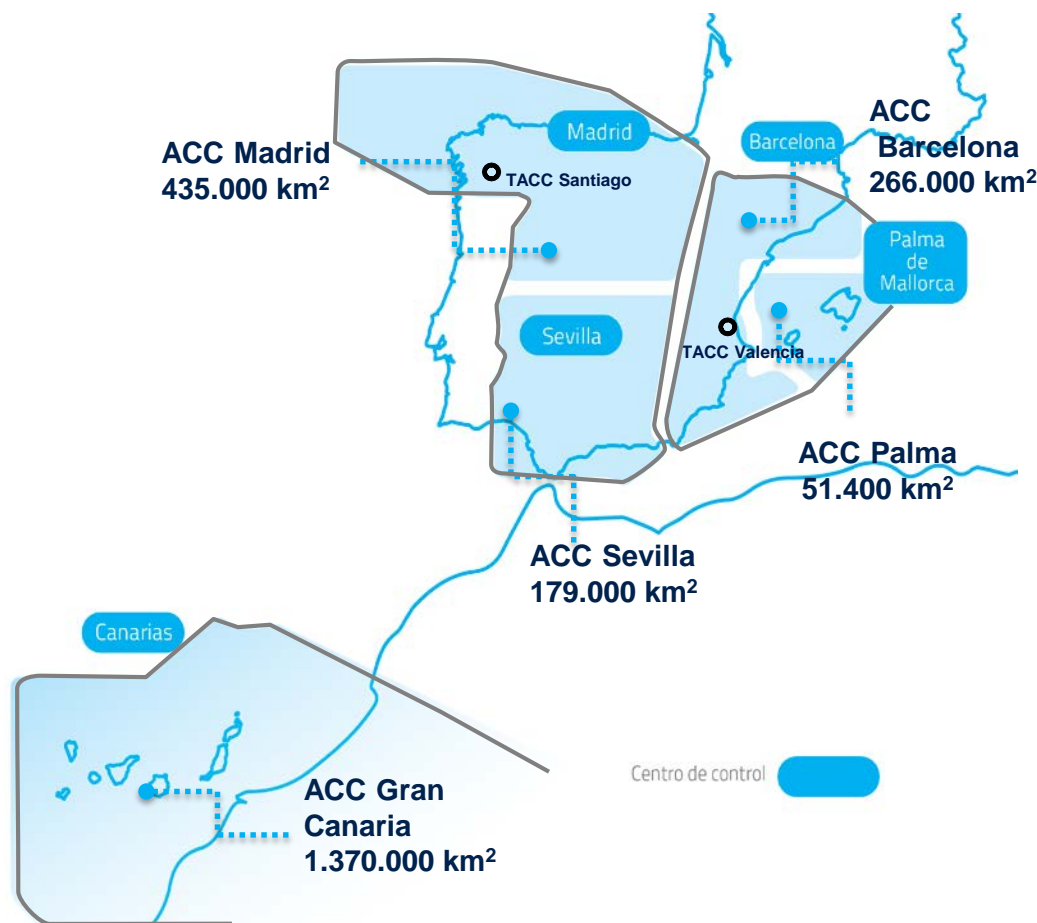 ACC
Barcelona
266.000 km²
Madrid
Barcelona
ACC Madrid
435.000 km²
TACC Santiago
Palma
de
Mallorca
Sevilla
TACC Valencia
ACC Palma
51.400 km²
ACC Sevilla
179.000 km²
Canarias
Centro de control
ACC Gran
Canaria
1.370.000 km²